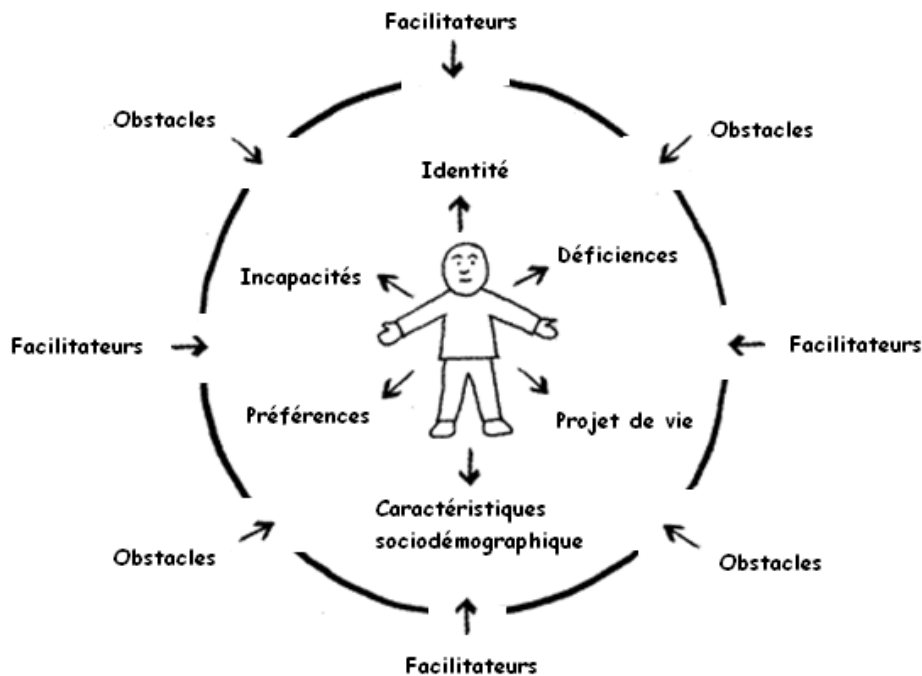 Facilitateurs
Obstacles
Obstacles
Identité
Déficiences
Incapacités
Facilitateurs
Facilitateurs
Préférences
Projet de vie
Caractéristiques
sociodémographique
Obstacles
Obstacles
Facilitateurs